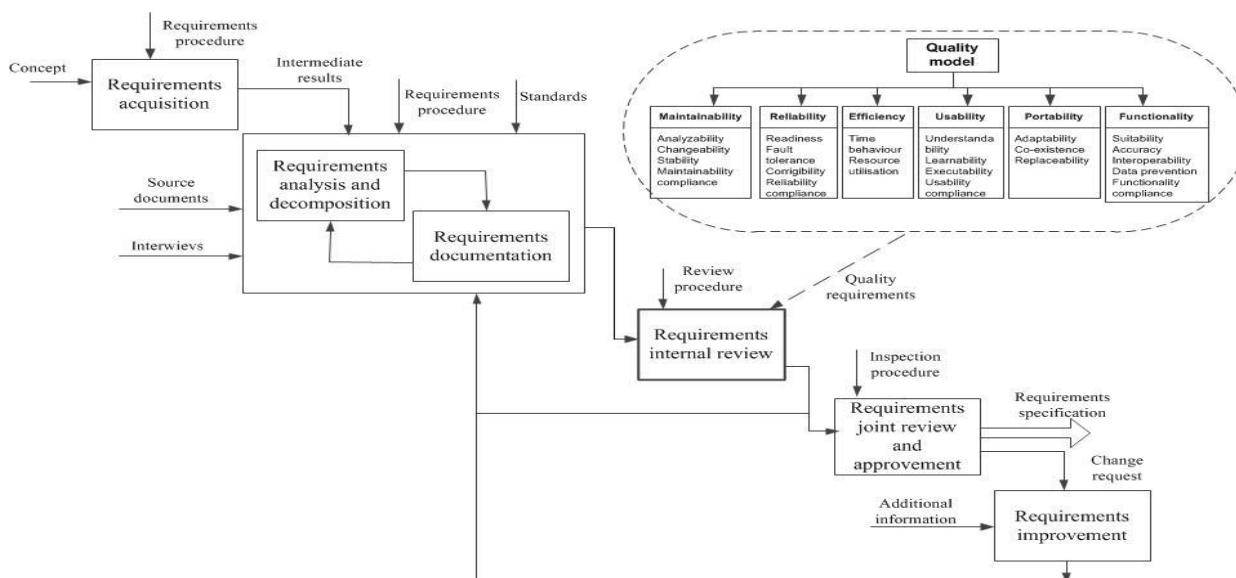 Requirements
procedure
Concept
Requirements
acquisition
Intermediate
results
Requirements
procedure
Standards
Requirements
analysis and
decomposition
Source
documents
Interwievs
Requirements
documentation
Quality
model
Maintainability
Analyzability
Changeability
Stability
Maintainability
compliance
Reliability
Readiness
Fault
tolerance
Corrigibility
Reliability
compliance
Efficiency
Time
behaviour
Resource
utilisation
Usability
Understanda
bility
Learnability
Executability
Usability
compliance
Portability
Adaptability
Co-existence
Replaceability
Functionality
Suitability
Accuracy
Interoperability
Data prevention
Functionality
compliance
Review
procedure
Quality
requirements
Requirements
internal review
Inspection
procedure
Requirements
joint review
and
approvement
Requirements
specification
Change
request
Additional
information
Requirements
improvement